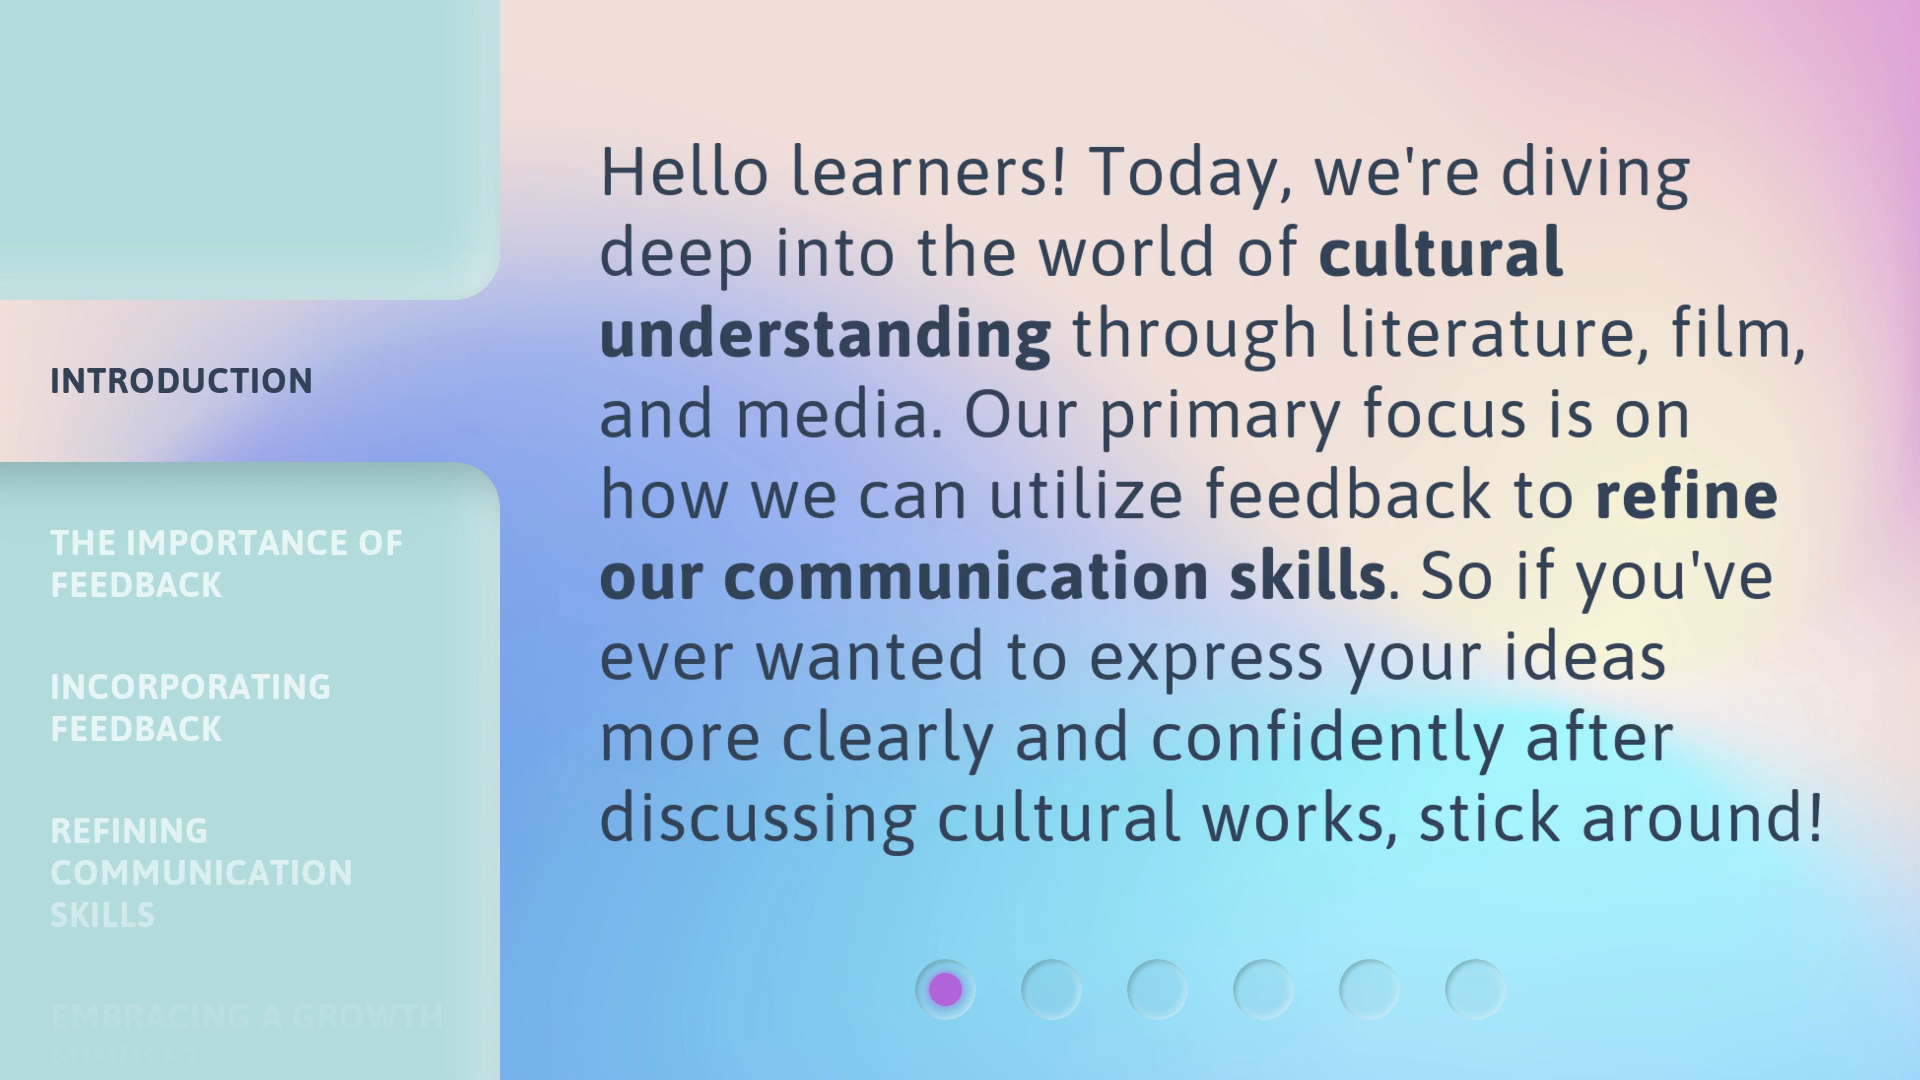 INTRODUCTION
THE IMPORTANCE OF
FEEDBACK
INCORPORATING
FEEDBACK
REFINING
COMMUNICATION
SKILLS
EMBRACING A GROWTH
MINDSET
Hello learners! Today, we're diving
deep into the world of cultural
understanding through literature, film,
and media. Our primary focus is on
how we can utilize feedback to refine
our communication skills. So if you've
ever wanted to express your ideas
more clearly and confidently after
discussing cultural works, stick around!